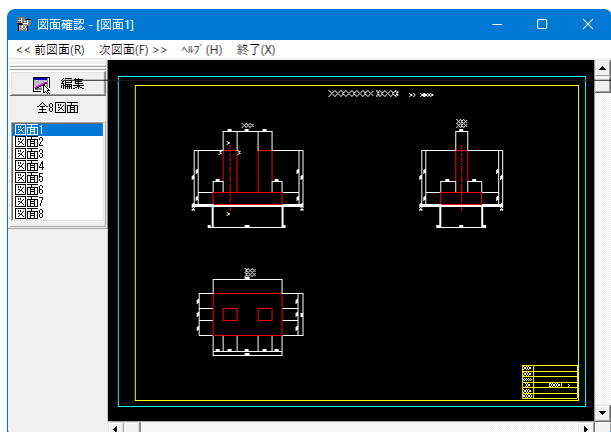 図面確認 - [図面1]
<< 前図面(R) 次図面(F) >> ﾍﾙﾌﾟ(H) 終了(X)
編集
全8図面
図面1
図面2
図面3
図面4
図面5
図面6
図面7
図面8